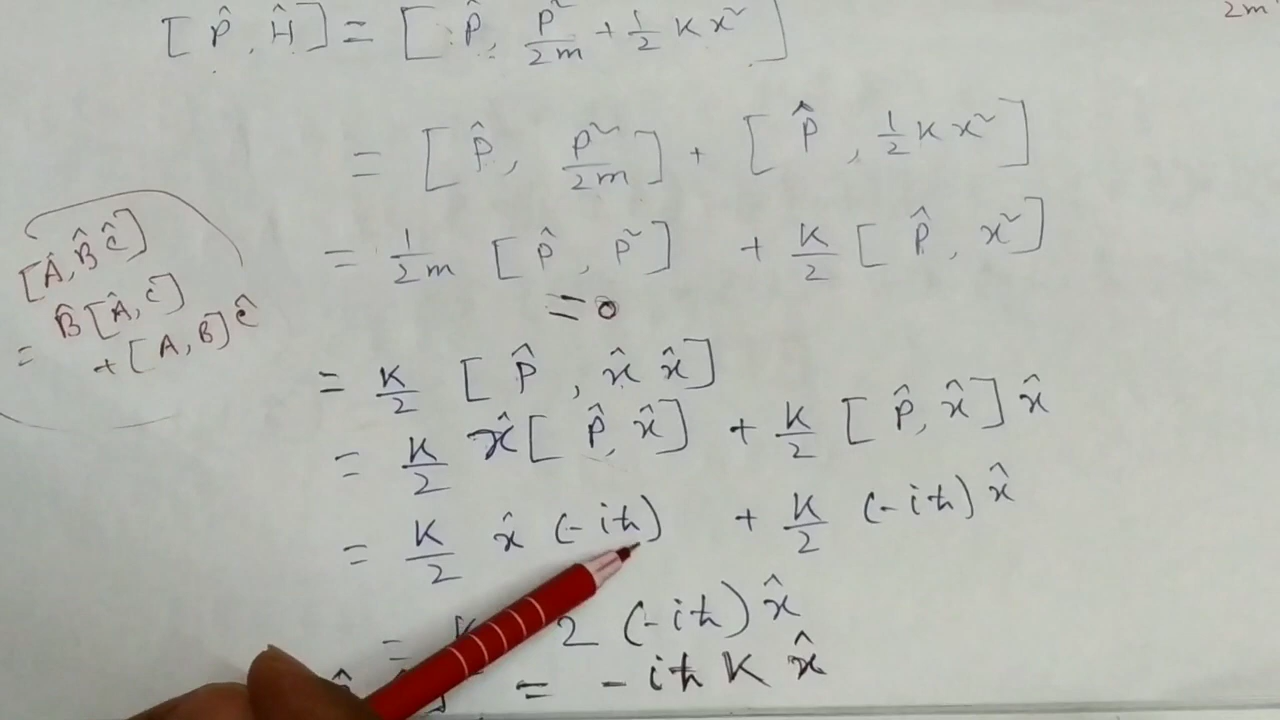 [ P̂, Ĥ ] = [ P̂, P²/2m + 1/2 K x² ]
2m
= [ P̂, P²/2m ] + [ P̂, 1/2 K x² ]
= 1/2m [ P̂, P² ] + K/2 [ P̂, x² ]
= 0
[Â, B̂ Ĉ]
= B̂ [Â, Ĉ]
+ [A, B] Ĉ
= K/2 [ P̂, x̂ x̂ ]
= K/2 x̂ [ P̂, x̂ ] + K/2 [ P̂, x̂ ] x̂
= K/2 x̂ (-iħ) + K/2 (-iħ) x̂
= K 2 (-iħ) x̂
] = -iħ K x̂